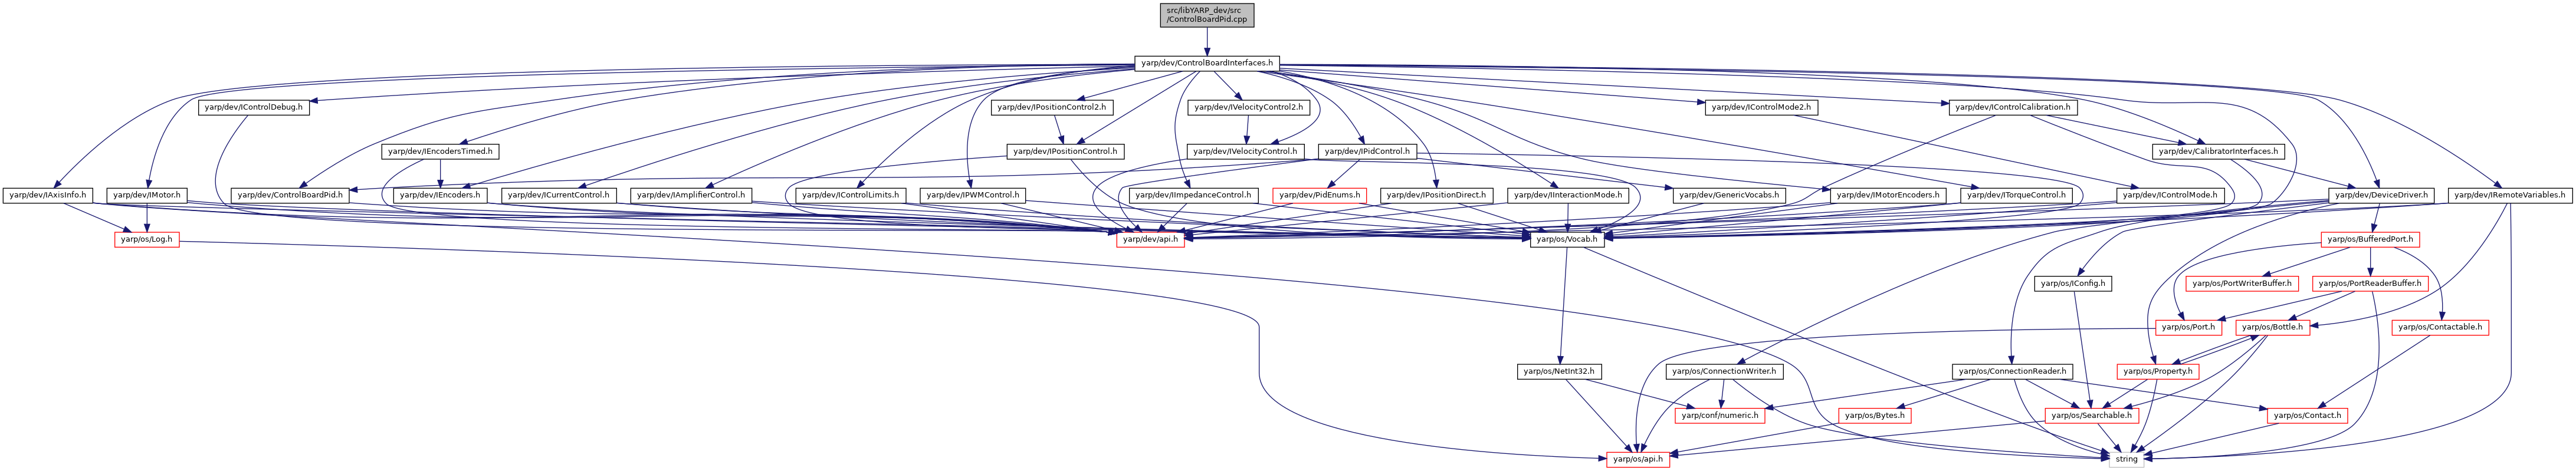 src/libYARP_dev/src
/ControlBoardPid.cpp
yarp/dev/ControlBoardInterfaces.h
yarp/dev/IControlDebug.h
yarp/dev/IPositionControl2.h
yarp/dev/IVelocityControl2.h
yarp/dev/IControlMode2.h
yarp/dev/IControlCalibration.h
yarp/dev/IEncodersTimed.h
yarp/dev/IPositionControl.h
yarp/dev/IVelocityControl.h
yarp/dev/IPidControl.h
yarp/dev/CalibratorInterfaces.h
yarp/dev/IAxisInfo.h
yarp/dev/IMotor.h
yarp/dev/ControlBoardPid.h
yarp/dev/IEncoders.h
yarp/dev/ICurrentControl.h
yarp/dev/IAmplifierControl.h
yarp/dev/IControlLimits.h
yarp/dev/IPWMControl.h
yarp/dev/IImpedanceControl.h
yarp/dev/PidEnums.h
yarp/dev/IPositionDirect.h
yarp/dev/IInteractionMode.h
yarp/dev/GenericVocabs.h
yarp/dev/IMotorEncoders.h
yarp/dev/ITorqueControl.h
yarp/dev/IControlMode.h
yarp/dev/DeviceDriver.h
yarp/dev/IRemoteVariables.h
yarp/os/Log.h
yarp/dev/api.h
yarp/os/Vocab.h
yarp/os/BufferedPort.h
yarp/os/IConfig.h
yarp/os/PortWriterBuffer.h
yarp/os/PortReaderBuffer.h
yarp/os/Port.h
yarp/os/Bottle.h
yarp/os/Contactable.h
yarp/os/NetInt32.h
yarp/os/ConnectionWriter.h
yarp/os/ConnectionReader.h
yarp/os/Property.h
yarp/conf/numeric.h
yarp/os/Bytes.h
yarp/os/Searchable.h
yarp/os/Contact.h
yarp/os/api.h
string